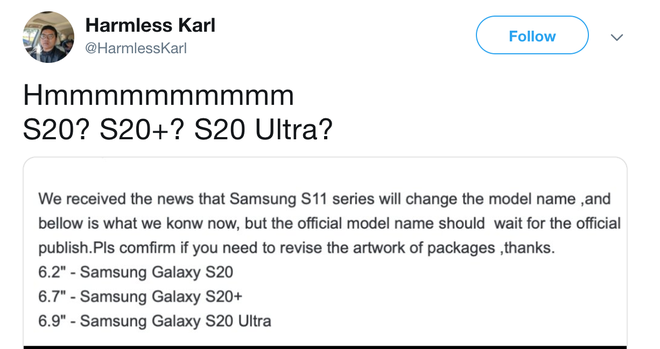 Harmless Karl
@HarmlessKarl
Follow
Hmmmmmmmmmm
S20? S20+? S20 Ultra?
We received the news that Samsung S11 series will change the model name ,and
bellow is what we konw now, but the official model name should wait for the official
publish.Pls comfirm if you need to revise the artwork of packages ,thanks.
6.2" - Samsung Galaxy S20
6.7" - Samsung Galaxy S20+
6.9" - Samsung Galaxy S20 Ultra